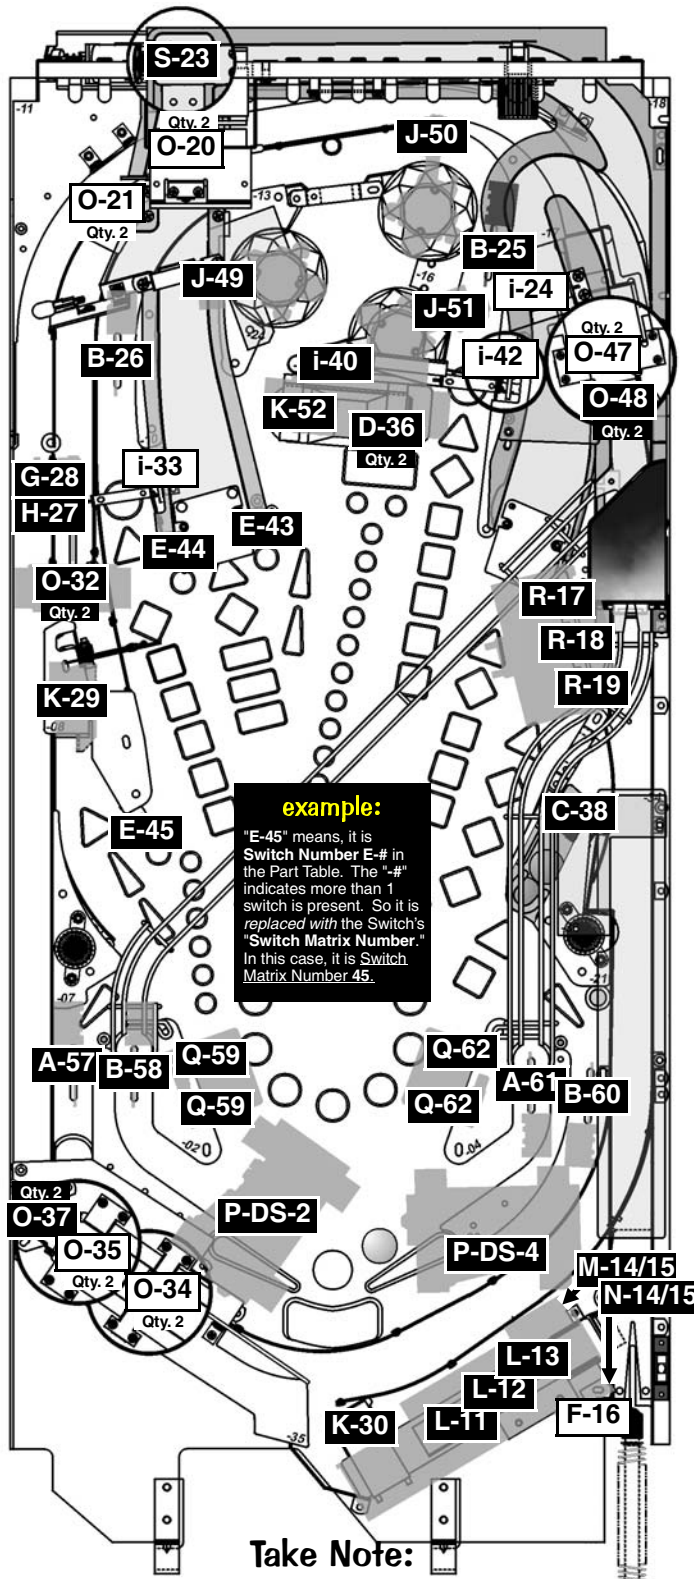 S-23
-11
-18
Qty. 2
O-20
J-50
O-21
Qty. 2
-13
-17
B-25
-16
J-49
i-24
J-51
Qty. 2
O-47
24
B-26
i-40
i-42
K-52
O-48
D-36
Qty. 2
Qty. 2
i-33
G-28
H-27
E-43
E-44
O-32
Qty. 2
R-17
R-18
R-19
K-29
-08
C-38
E-45
example:
"E-45" means, it is
Switch Number E-# in
the Part Table. The "-#"
indicates more than 1
switch is present. So it is
replaced with the Switch's
"Switch Matrix Number."
In this case, it is Switch
Matrix Number 45.
-21
-07
A-57
B-58
Q-59
Q-62
A-61
B-60
Q-59
Q-62
-02
-04
Qty. 2
O-37
P-DS-2
O-35
Qty. 2
P-DS-4
O-34
Qty. 2
M-14/15
N-14/15
L-13
L-12
L-11
F-16
K-30
-35
Take Note: